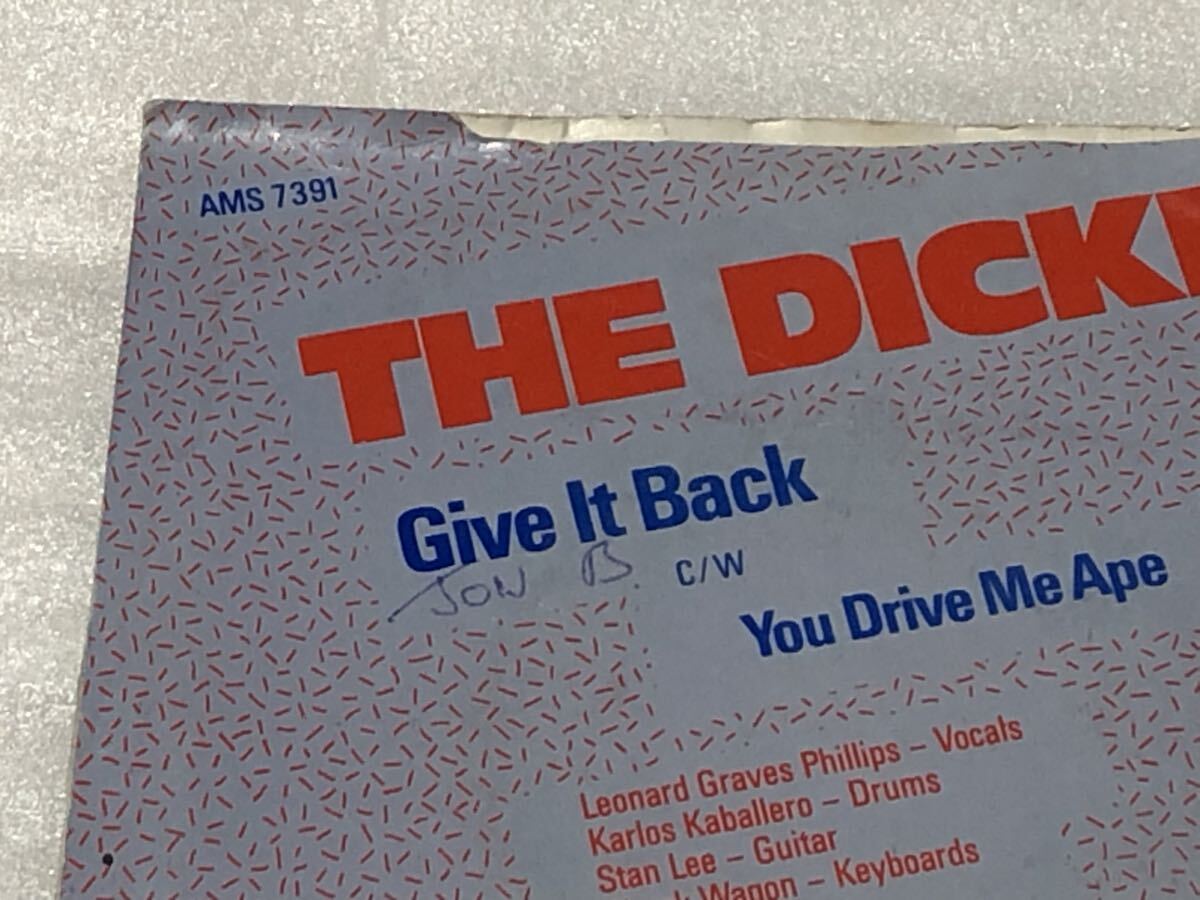 AMS 7391
THE DICK
Give It Back
Jon B.
C/W
You Drive Me Ape
Leonard Graves Phillips – Vocals
Karlos Kaballero – Drums
Stan Lee – Guitar
Wagon – Keyboards